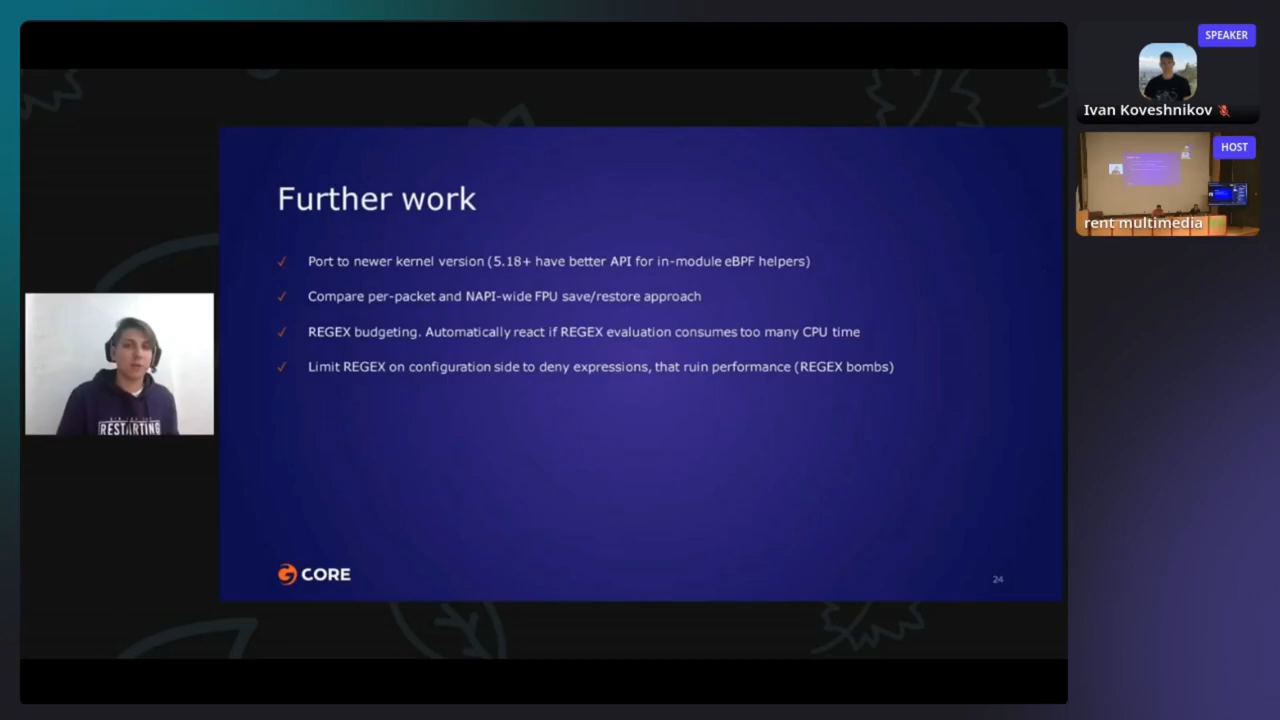 Further work
✓ Port to newer kernel version (5.18+ have better API for in-module eBPF helpers)
✓ Compare per-packet and NAPI-wide FPU save/restore approach
✓ REGEX budgeting. Automatically react if REGEX evaluation consumes too many CPU time
✓ Limit REGEX on configuration side to deny expressions, that ruin performance (REGEX bombs)
CORE
24
RESTARTING
SPEAKER
Ivan Koveshnikov
HOST
rent multimedia